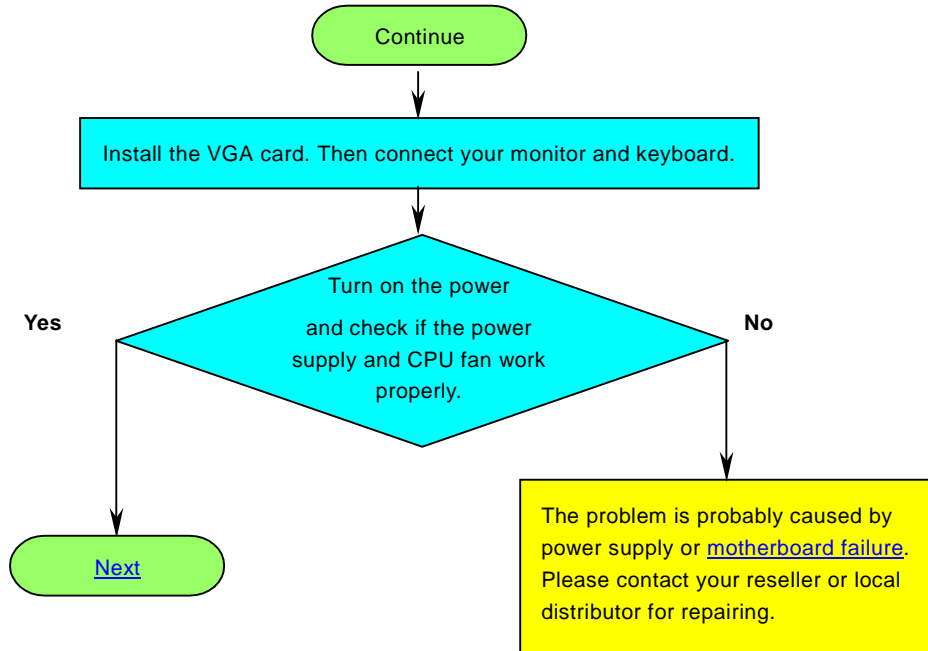 Continue
Install the VGA card. Then connect your monitor and keyboard.
Turn on the power
and check if the power
supply and CPU fan work
properly.
Yes
No
Next
The problem is probably caused by
power supply or motherboard failure.
Please contact your reseller or local
distributor for repairing.